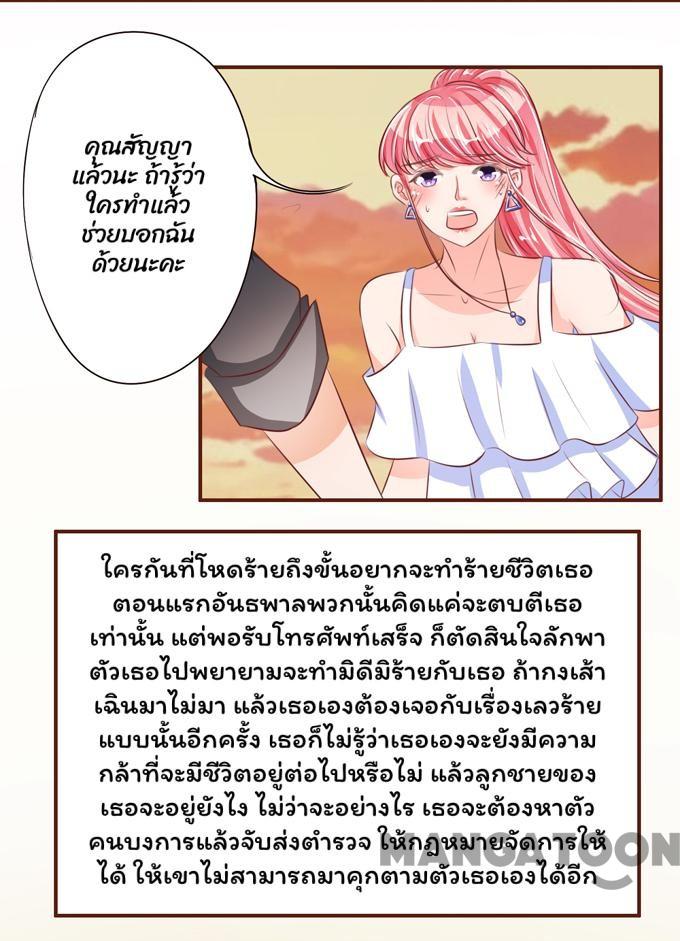 คุณสัญญา
แล้วนะ ถ้ารู้ว่า
ใครทำแล้ว
ช่วยบอกฉัน
ด้วยนะคะ
ใครกันที่โหดร้ายถึงขั้นอยากจะทำร้ายชีวิตเธอ
ตอนแรกอันธพาลพวกนั้นคิดแค่จะตบตีเธอ
เท่านั้น แต่พอรับโทรศัพท์เสร็จ ก็ตัดสินใจลักพา
ตัวเธอไปพยายามจะทำมิดีมิร้ายกับเธอ ถ้ากงเส้า
เฉินมาไม่มา แล้วเธอเองต้องเจอกับเรื่องเลวร้าย
แบบนั้นอีกครั้ง เธอก็ไม่รู้ว่าเธอเองจะยังมีความ
กล้าที่จะมีชีวิตอยู่ต่อไปหรือไม่ แล้วลูกชายของ
เธอจะอยู่ยังไง ไม่ว่าจะอย่างไร เธอจะต้องหาตัว
คนบงการแล้วจับส่งตำรวจ ให้กฎหมายจัดการให้
ได้ ให้เขาไม่สามารถมาคุกตามตัวเธอเองได้อีก
MANGATOON